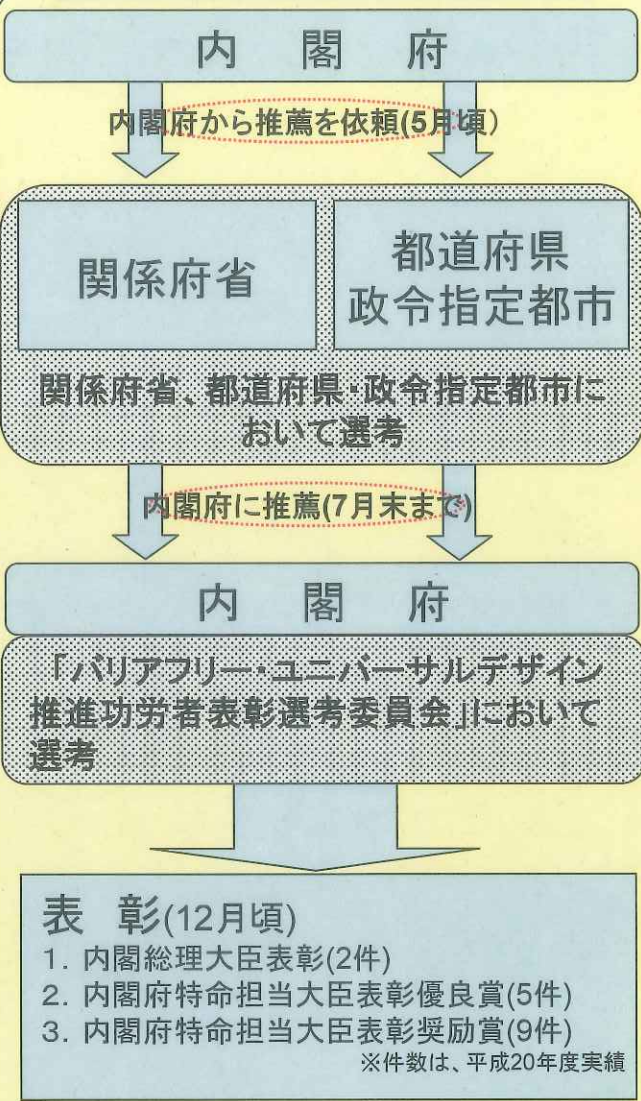 内　閣　府
内閣府から推薦を依頼(5月頃)
関係府省
都道府県
政令指定都市
関係府省、都道府県・政令指定都市に
おいて選考
内閣府に推薦(7月末まで)
内　閣　府
「バリアフリー・ユニバーサルデザイン
推進功労者表彰選考委員会」において
選考
表　彰(12月頃)
1. 内閣総理大臣表彰(2件)
2. 内閣府特命担当大臣表彰優良賞(5件)
3. 内閣府特命担当大臣表彰奨励賞(9件)
※件数は、平成20年度実績